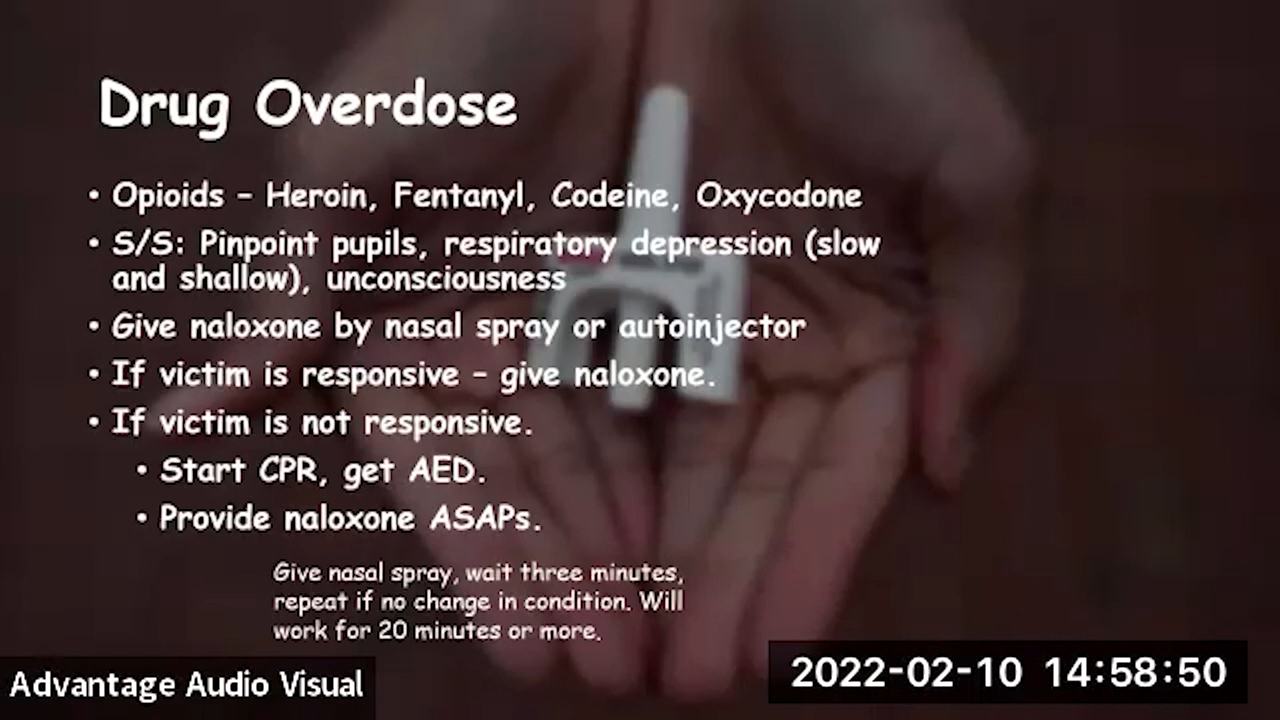 Drug Overdose
• Opioids – Heroin, Fentanyl, Codeine, Oxycodone
• S/S: Pinpoint pupils, respiratory depression (slow
and shallow), unconsciousness
• Give naloxone by nasal spray or autoinjector
• If victim is responsive – give naloxone.
• If victim is not responsive.
• Start CPR, get AED.
• Provide naloxone ASAPs.
Give nasal spray, wait three minutes,
repeat if no change in condition. Will
work for 20 minutes or more.
Advantage Audio Visual
2022-02-10 14:58:50